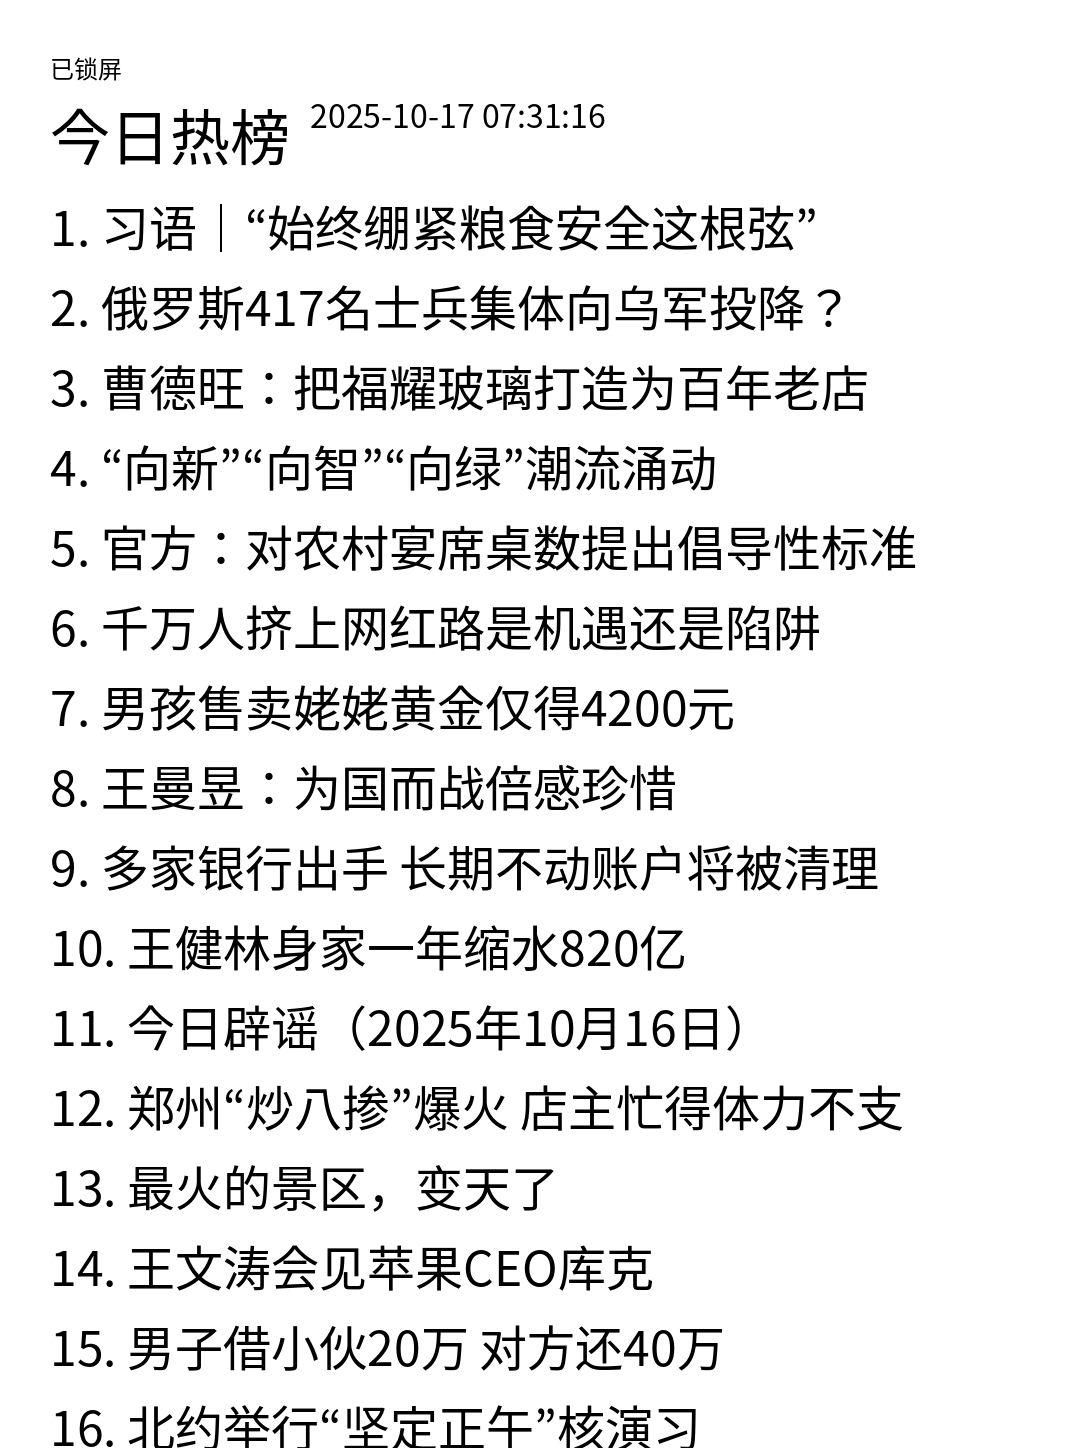 已锁屏
今日热榜 2025-10-17 07:31:16
1. 习语｜“始终绷紧粮食安全这根弦”
2. 俄罗斯417名士兵集体向乌军投降？
3. 曹德旺：把福耀玻璃打造为百年老店
4. “向新”“向智”“向绿”潮流涌动
5. 官方：对农村宴席桌数提出倡导性标准
6. 千万人挤上网红路是机遇还是陷阱
7. 男孩售卖姥姥黄金仅得4200元
8. 王曼昱：为国而战倍感珍惜
9. 多家银行出手 长期不动账户将被清理
10. 王健林身家一年缩水820亿
11. 今日辟谣（2025年10月16日）
12. 郑州“炒八掺”爆火 店主忙得体力不支
13. 最火的景区，变天了
14. 王文涛会见苹果CEO库克
15. 男子借小伙20万 对方还40万
16. 北约举行“坚定正午”核演习